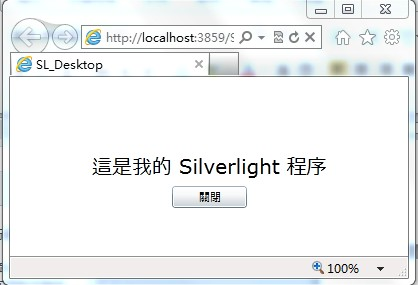 http://localhost:3859/S
SL_Desktop
這是我的 Silverlight 程序
關閉
100%